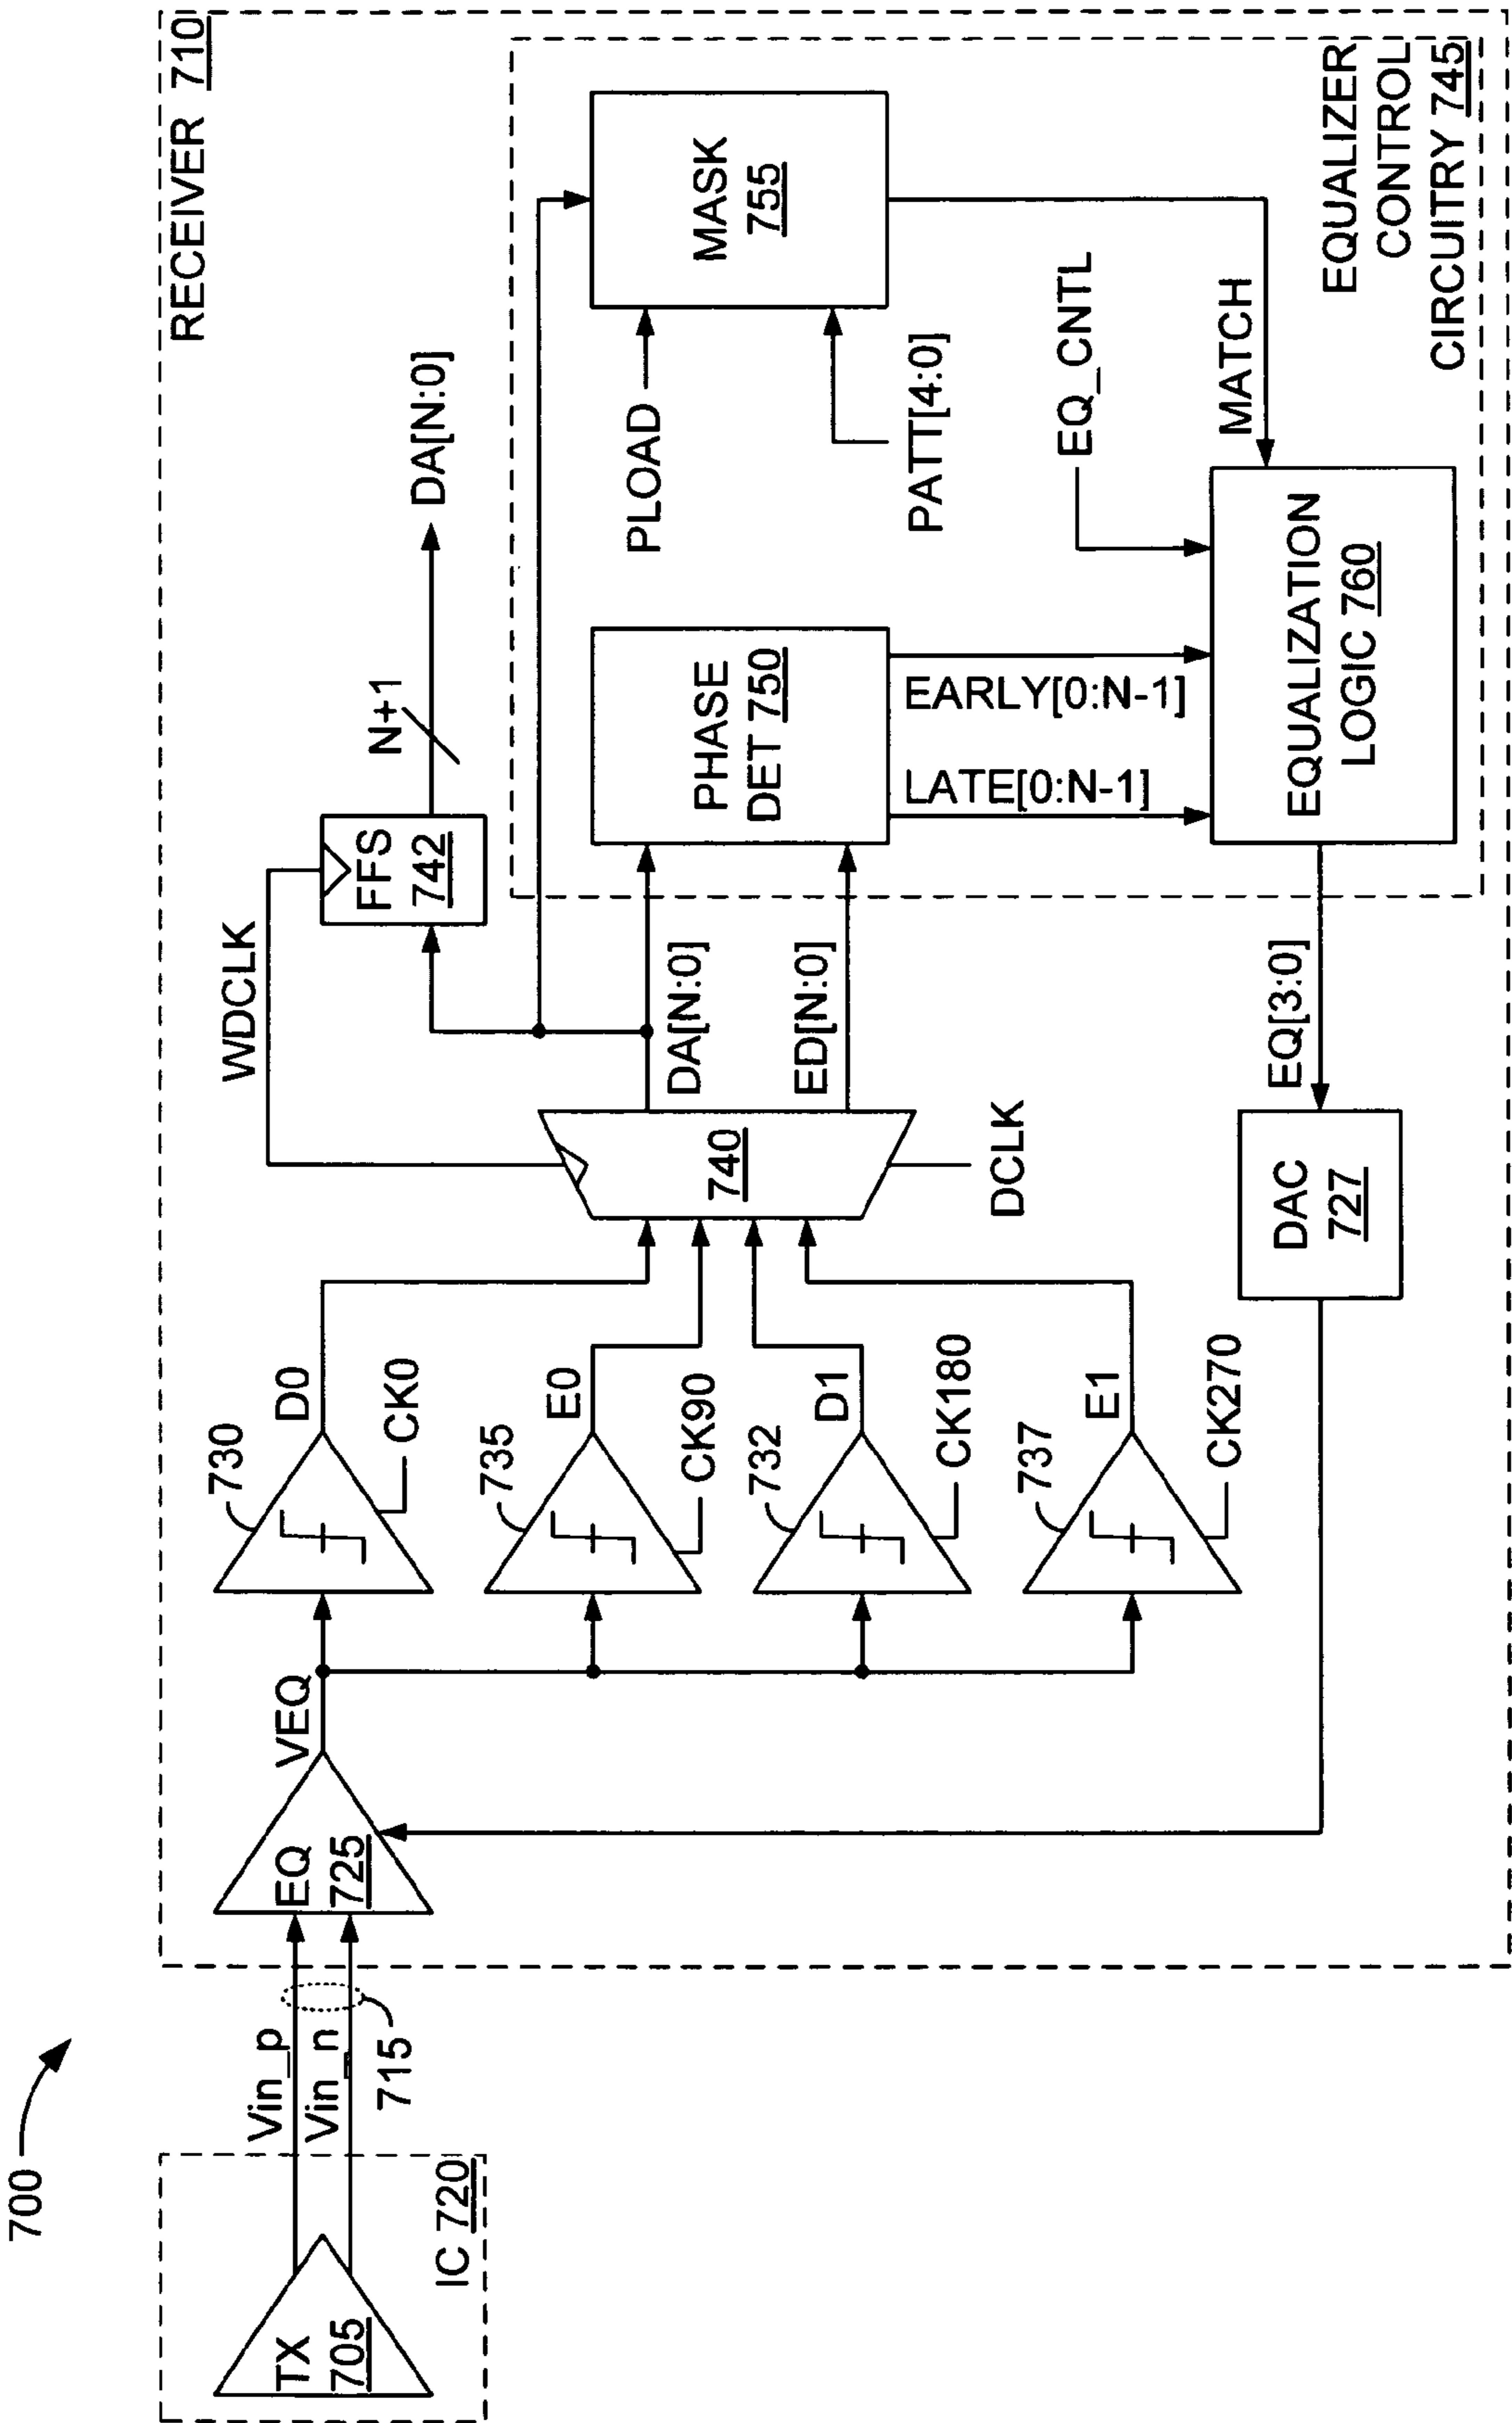 700
TX
705
IC 720
Vin_p
Vin_n
715
RECEIVER 710
EQ
725
VEQ
730
D0
CK0
735
E0
CK90
732
D1
CK180
737
E1
CK270
WDCLK
740
DCLK
FFS
742
N+1
DA[N:0]
DA[N:0]
ED[N:0]
PHASE
DET 750
LATE[0:N-1]
EARLY[0:N-1]
PLOAD
PATT[4:0]
MASK
755
EQ_CNTL
MATCH
EQUALIZATION
LOGIC 760
EQ[3:0]
DAC
727
EQUALIZER
CONTROL
CIRCUITRY 745